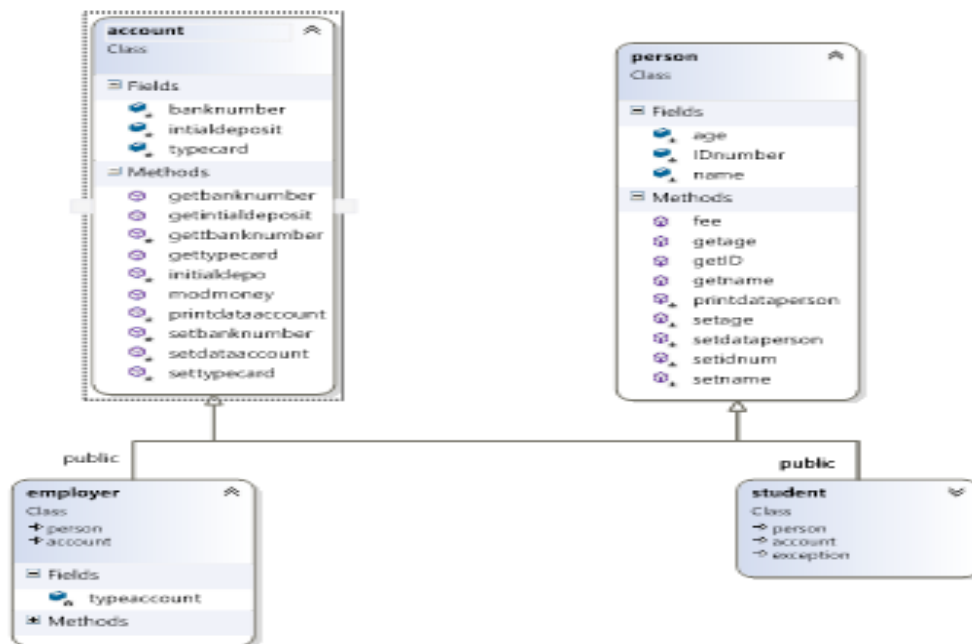 account
Class
Fields
banknumber
intialdeposit
typecard
Methods
getbanknumber
getintialdeposit
gettbanknumber
gettypecard
initialdepo
modmoney
printdataaccount
setbanknumber
setdataaccount
settypecard
person
Class
Fields
age
IDnumber
name
Methods
fee
getage
getID
getname
printdataperson
setage
setdataperson
setidnum
setname
public
employer
Class
person
account
Fields
typeaccount
Methods
public
student
Class
person
account
exception